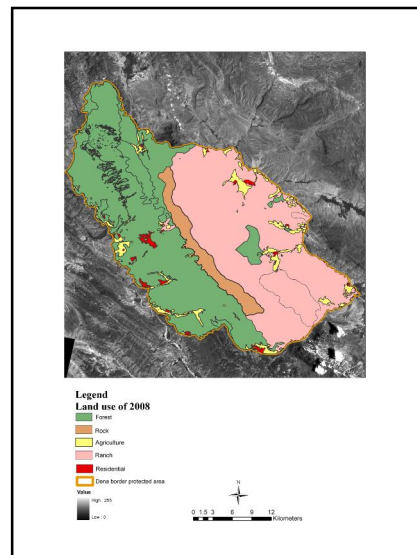 Legend
Land use of 2008
Forest
Rock
Agriculture
Ranch
Residential
Dena border protected area
Value
High : 255
Low : 0
N
0 1.5 3 6 9 12
Kilometers